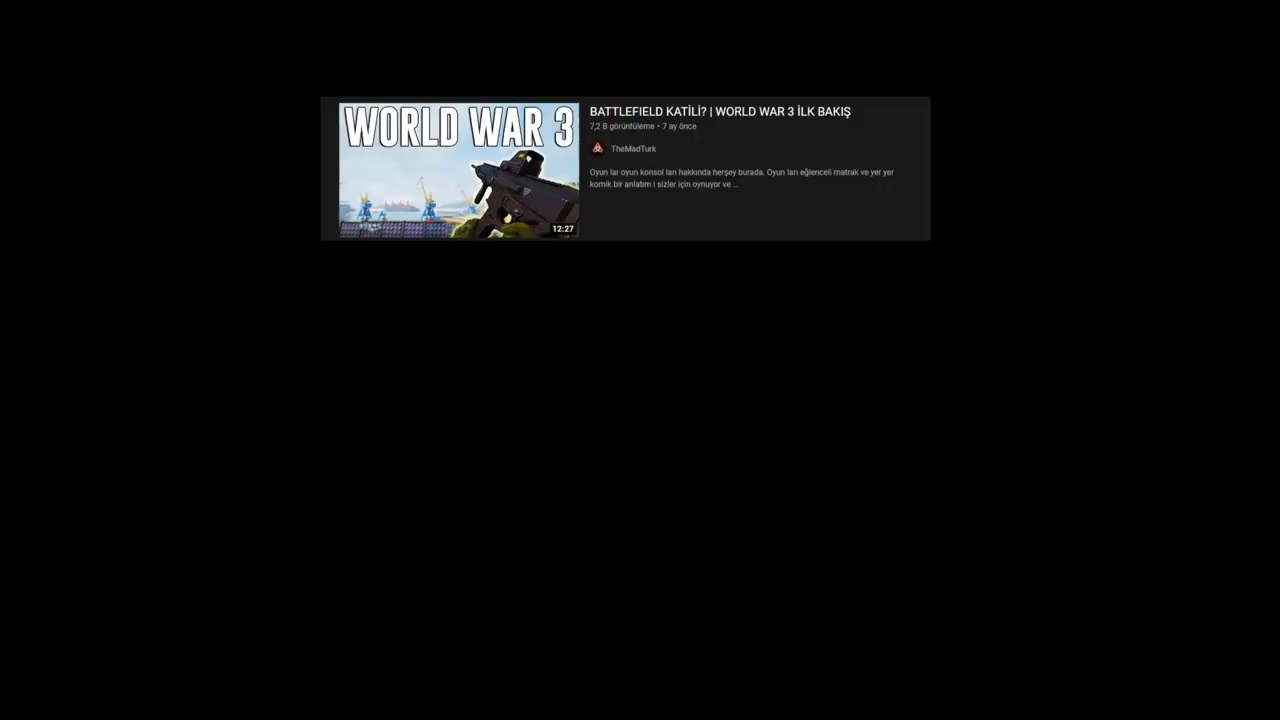 WORLD WAR 3
12:27
BATTLEFIELD KATİLİ? | WORLD WAR 3 İLK BAKIŞ
7,2 B görüntüleme • 7 ay önce
TheMadTurk
Oyun lar oyun konsol ları hakkında herşey burada. Oyun ları eğlenceli matrak ve yer yer
komik bir anlatım i sizler için oynuyor ve ...